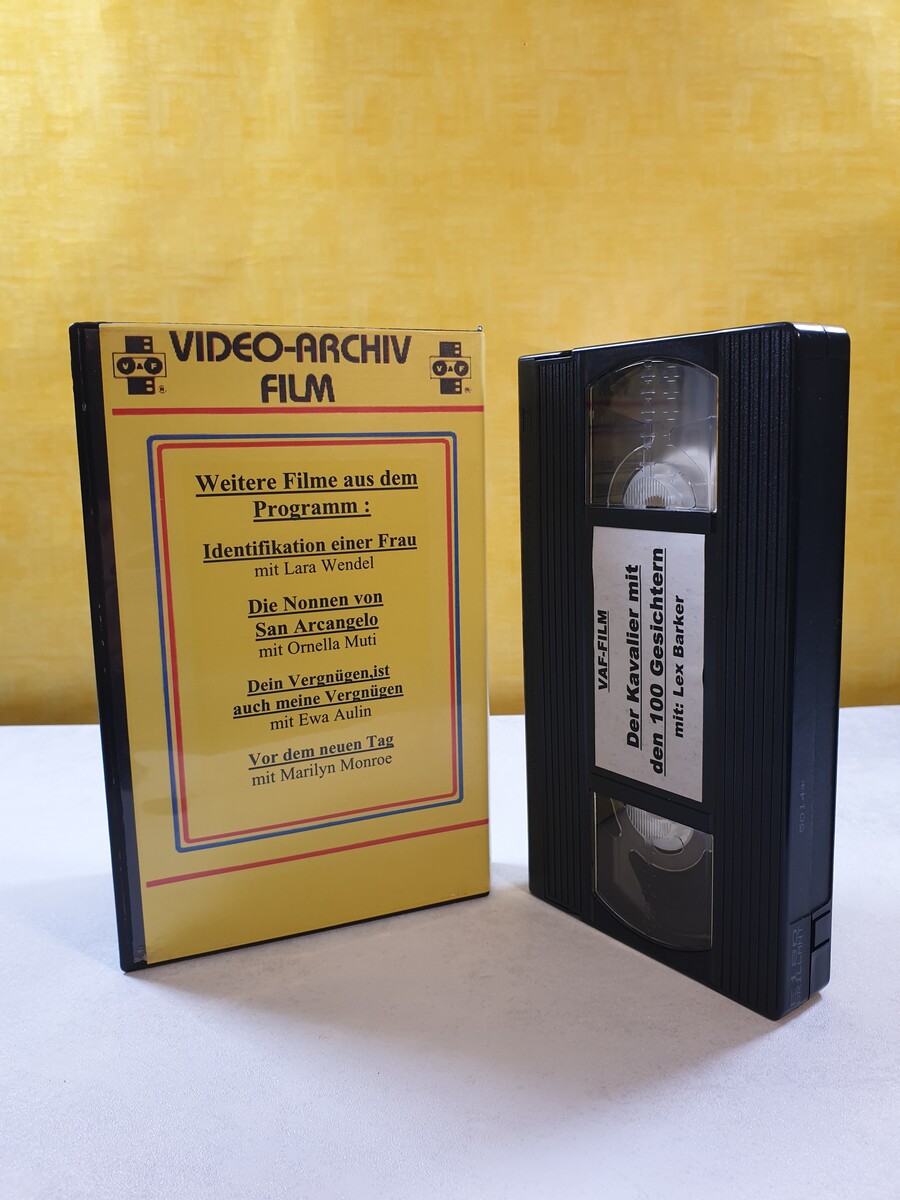 VIDEO-ARCHIV
FILM
VAF
®
VAF
®
Weitere Filme aus dem
Programm :
Identifikation einer Frau
mit Lara Wendel
Die Nonnen von
San Arcangelo
mit Ornella Muti
Dein Vergnügen,ist
auch meine Vergnügen
mit Ewa Aulin
Vor dem neuen Tag
mit Marilyn Monroe
VAF-FILM
Der Kavalier mit
den 100 Gesichtern
mit: Lex Barker